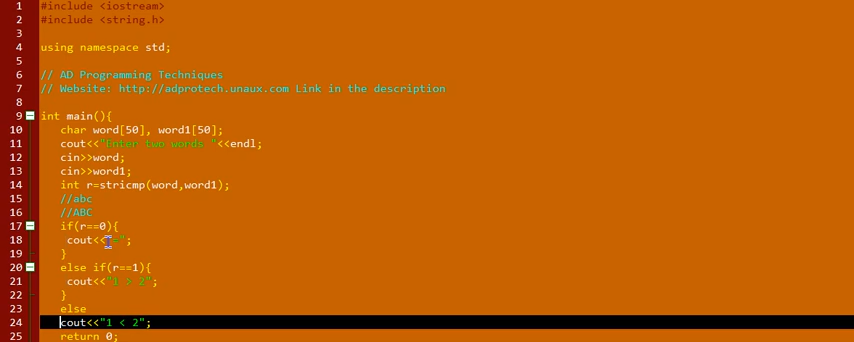 1 #include <iostream>
2 #include <string.h>
3
4 using namespace std;
5
6 // AD Programming Techniques
7 // Website: http://adprotech.unaux.com Link in the description
8
9 int main(){
10 char word[50], word1[50];
11 cout<<"Enter two words "<<endl;
12 cin>>word;
13 cin>>word1;
14 int r=stricmp(word,word1);
15 //abc
16 //ABC
17 if(r==0){
18 cout<<"=";
19 }
20 else if(r==1){
21 cout<<"1 > 2";
22 }
23 else
24 cout<<"1 < 2";
25 return 0;